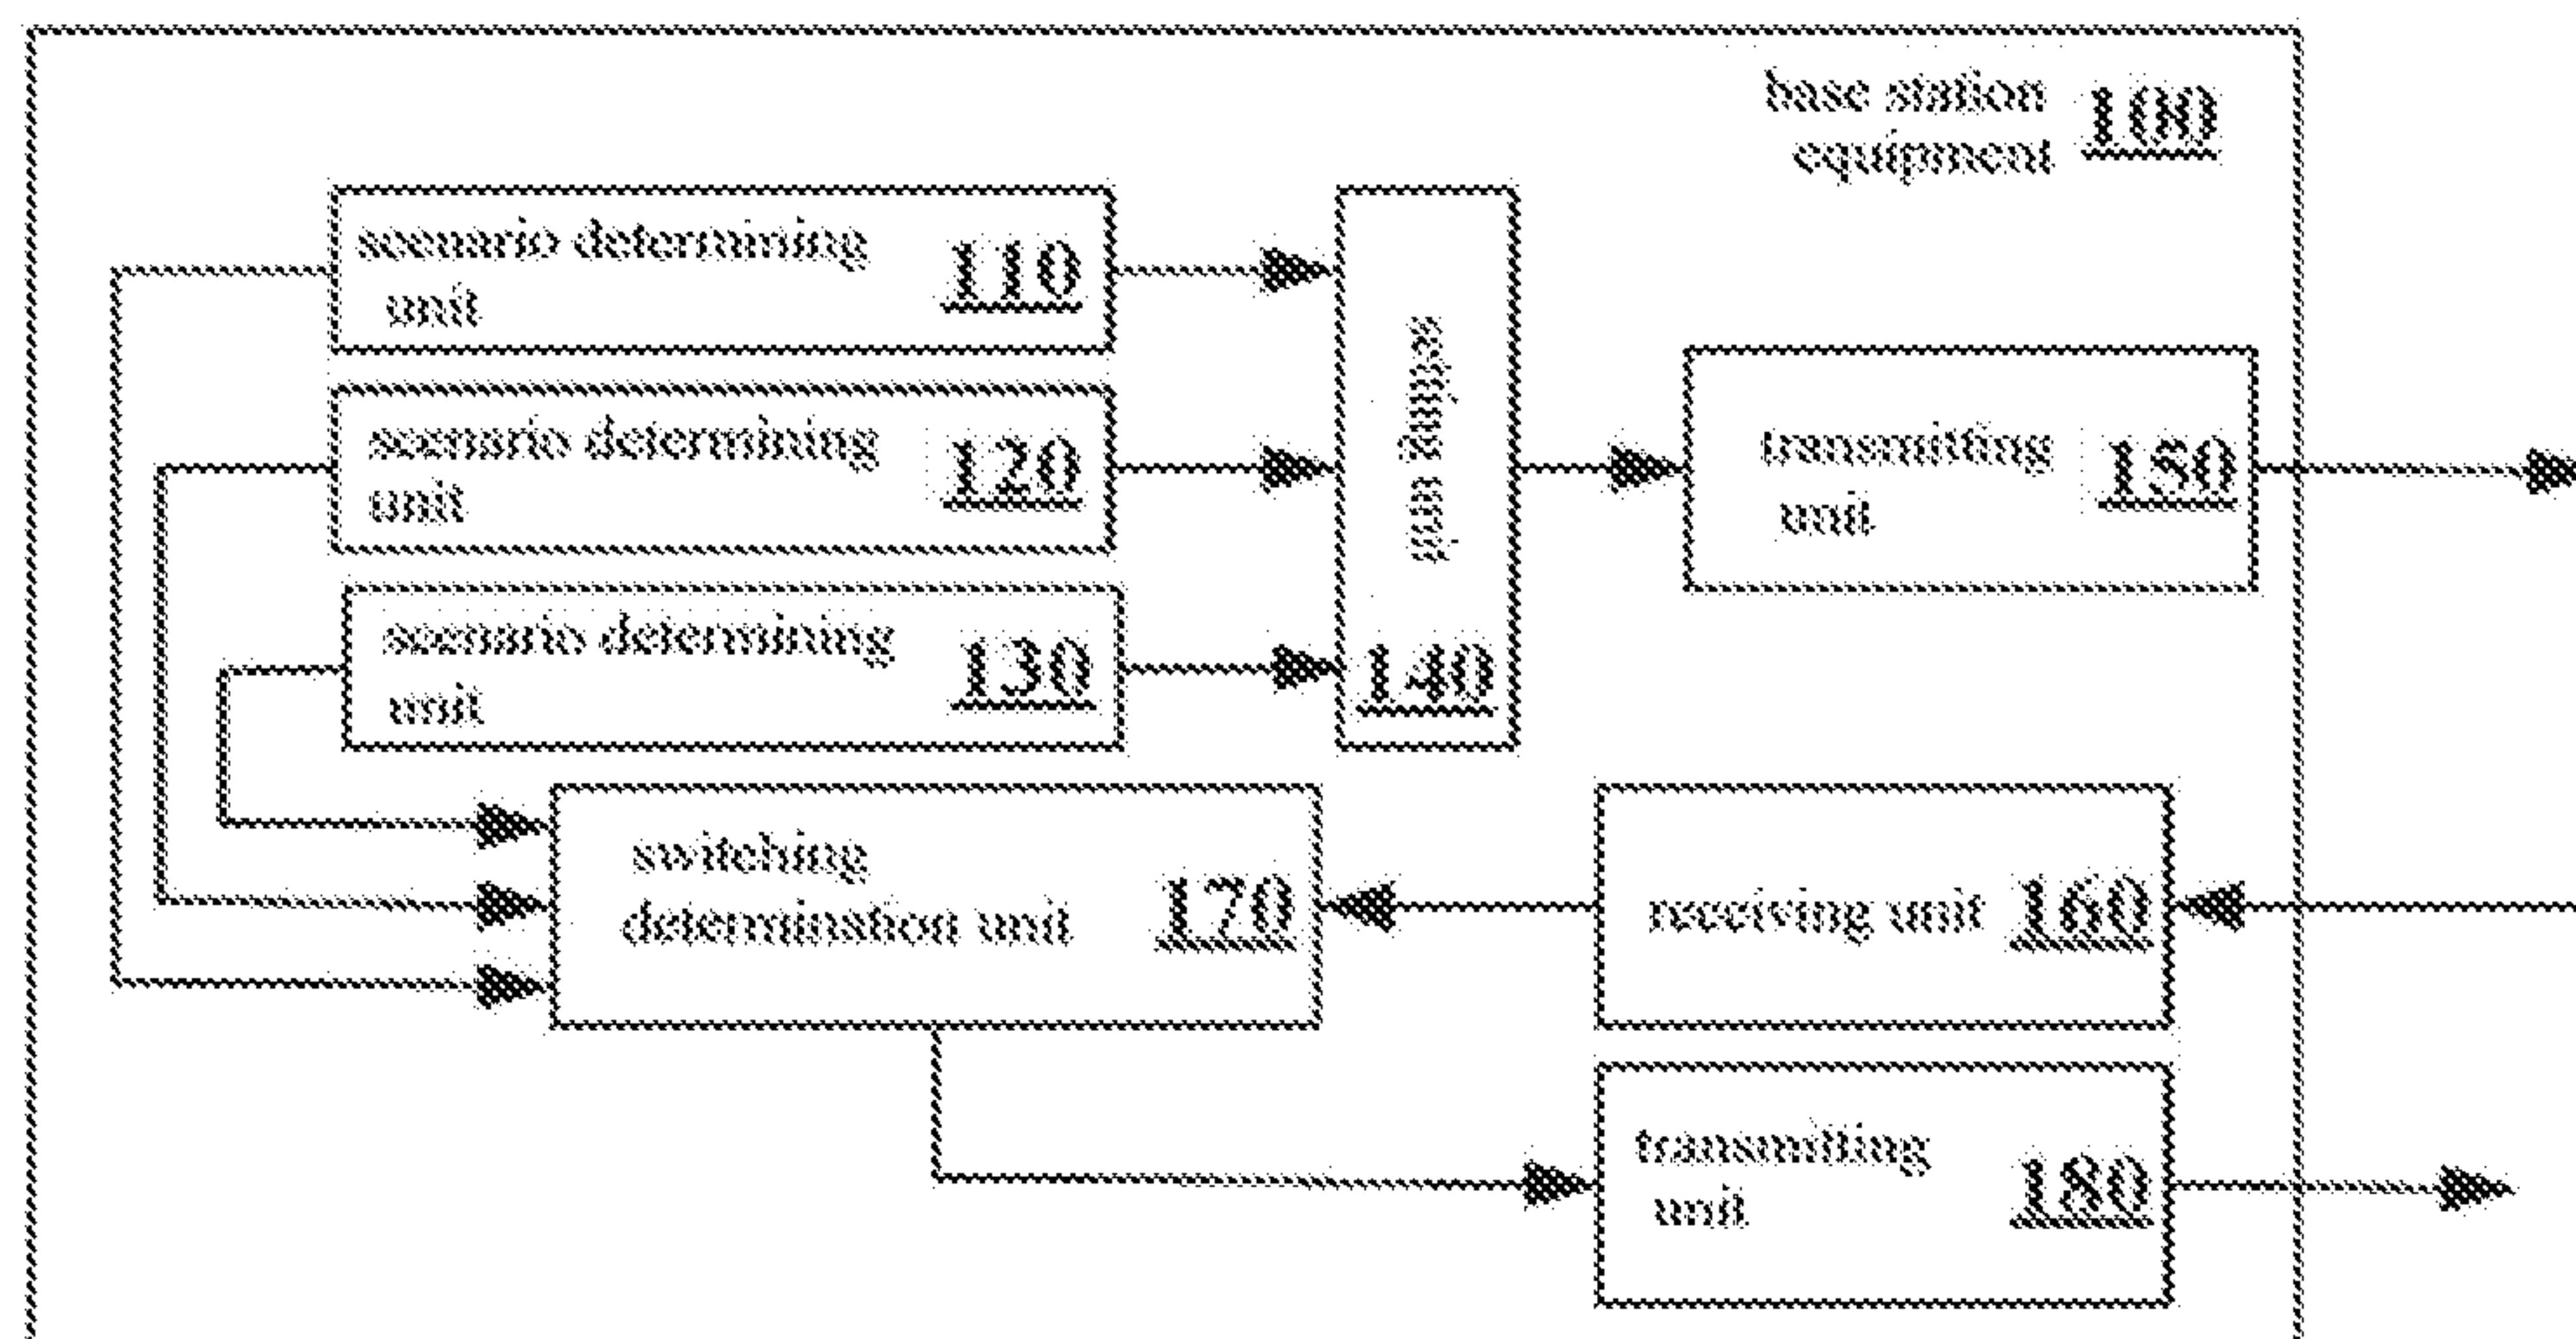 base station
equipment 100
scenario determining
unit 110
scenario determining
unit 120
scenario determining
unit 130
unit
140
transmitting
unit 150
switching
determination unit 170
receiving unit 160
transmitting
unit 180